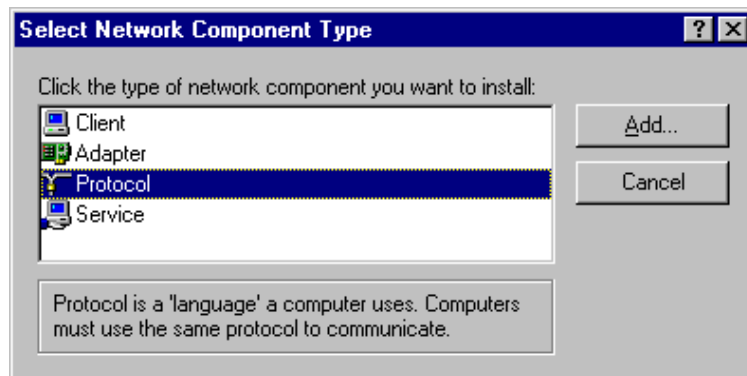 Select Network Component Type
Click the type of network component you want to install:
Client
Adapter
Protocol
Service
Add...
Cancel
Protocol is a 'language' a computer uses. Computers
must use the same protocol to communicate.